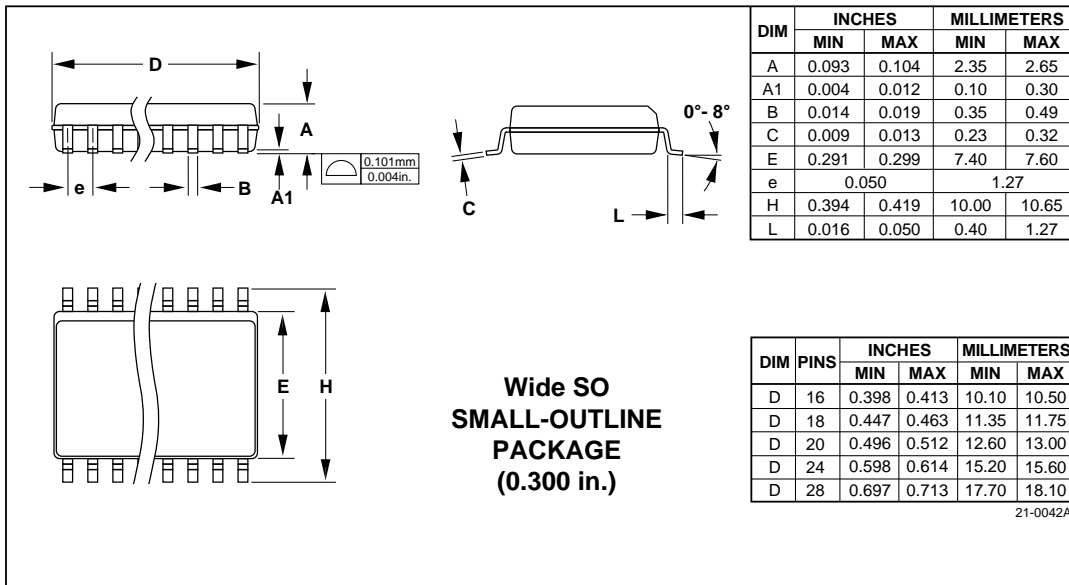 D
A
A1
e
B
0.101mm
0.004in.
C
L
0°- 8°
DIM INCHES MILLIMETERS
MIN MAX MIN MAX
A 0.093 0.104 2.35 2.65
A1 0.004 0.012 0.10 0.30
B 0.014 0.019 0.35 0.49
C 0.009 0.013 0.23 0.32
E 0.291 0.299 7.40 7.60
e 0.050 1.27
H 0.394 0.419 10.00 10.65
L 0.016 0.050 0.40 1.27
E
H
Wide SO
SMALL-OUTLINE
PACKAGE
(0.300 in.)
DIM PINS INCHES MILLIMETERS
MIN MAX MIN MAX
D 16 0.398 0.413 10.10 10.50
D 18 0.447 0.463 11.35 11.75
D 20 0.496 0.512 12.60 13.00
D 24 0.598 0.614 15.20 15.60
D 28 0.697 0.713 17.70 18.10
21-0042A